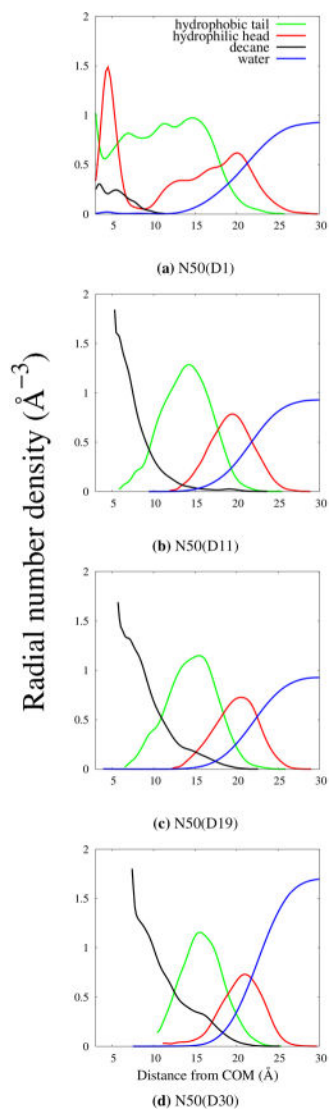 hydrophobic tail
hydrophilic head
decane
water
2
1.5
1
0.5
0
5 10 15 20 25 30
(a) N50(D1)
2
1.5
1
0.5
0
5 10 15 20 25 30
(b) N50(D11)
2
1.5
1
0.5
0
5 10 15 20 25 30
(c) N50(D19)
2
1.5
1
0.5
0
5 10 15 20 25 30
Distance from COM (Å)
(d) N50(D30)
Radial number density (Å⁻³)